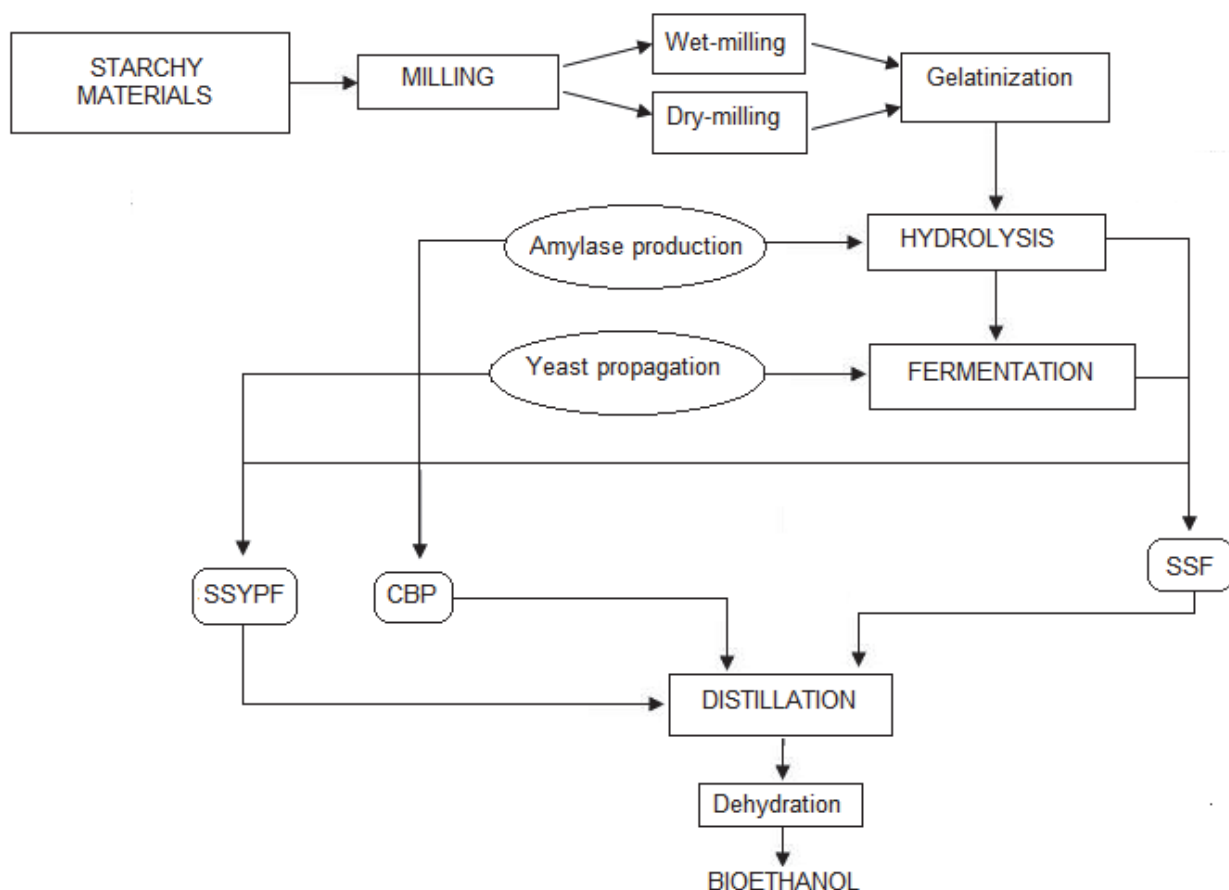 STARCHY
MATERIALS
MILLING
Wet-milling
Dry-milling
Gelatinization
Amylase production
HYDROLYSIS
Yeast propagation
FERMENTATION
SSYPF
CBP
SSF
DISTILLATION
Dehydration
BIOETHANOL